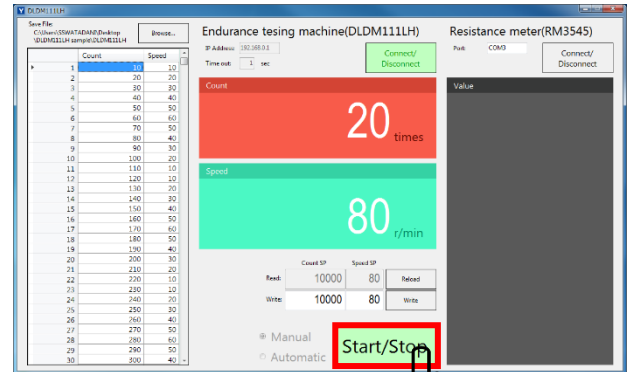 DLDM111LH
Save File:
C:\Users\SSWATADANI\Desktop
\DLDM111LH sample\DLDM111LH
Browse...
Count Speed
1 10 10
2 20 20
3 30 30
4 40 40
5 50 50
6 60 60
7 70 50
8 80 40
9 90 30
10 100 20
11 110 10
12 120 10
13 130 20
14 140 30
15 150 40
16 160 50
17 170 60
18 180 50
19 190 40
20 200 30
21 210 20
22 220 10
23 230 10
24 240 20
25 250 30
26 260 40
27 270 50
28 280 60
29 290 50
30 300 40
Endurance tesing machine(DLDM111LH)
IP Address: 192.168.0.1
Time out: 1 sec
Connect/
Disconnect
Count
20 times
Speed
80 r/min
Count SP Speed SP
Read: 10000 80 Reload
Write: 10000 80 Write
Manual
Automatic
Start/Stop
Resistance meter(RM3545)
Port: COM3
Connect/
Disconnect
Value